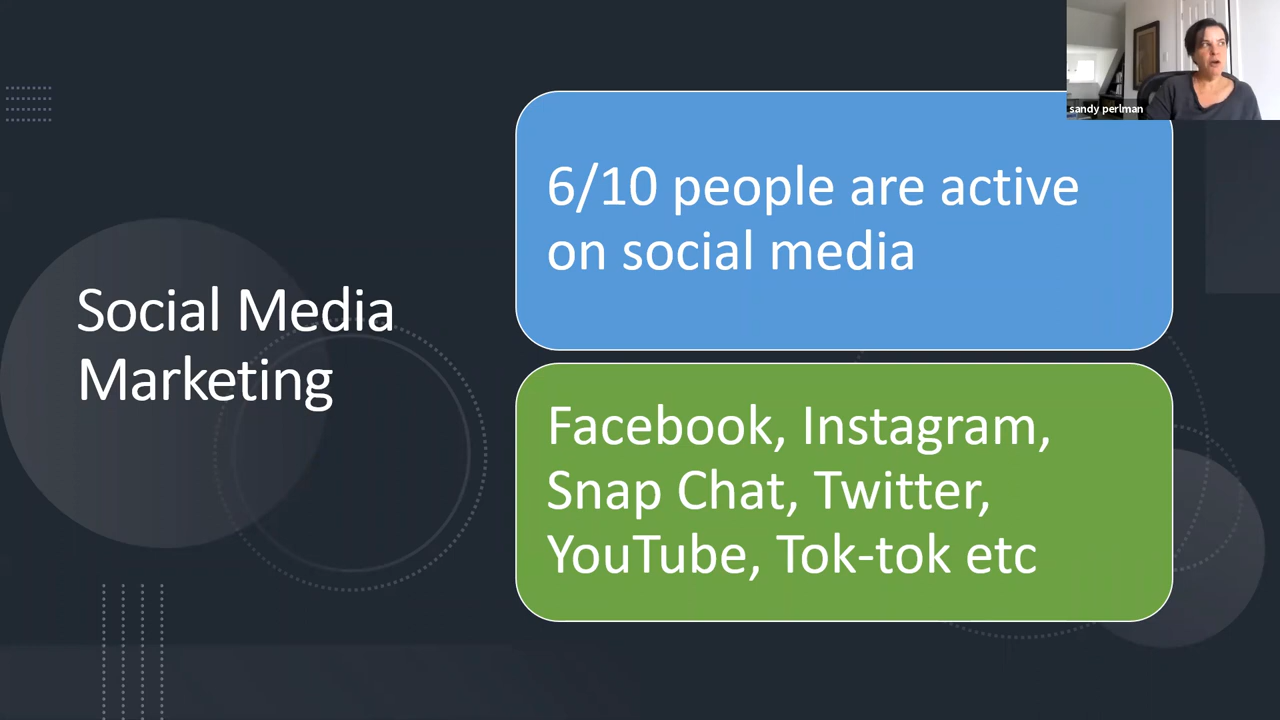 Social Media
Marketing
6/10 people are active
on social media
Facebook, Instagram,
Snap Chat, Twitter,
YouTube, Tok-tok etc
sandy perlman